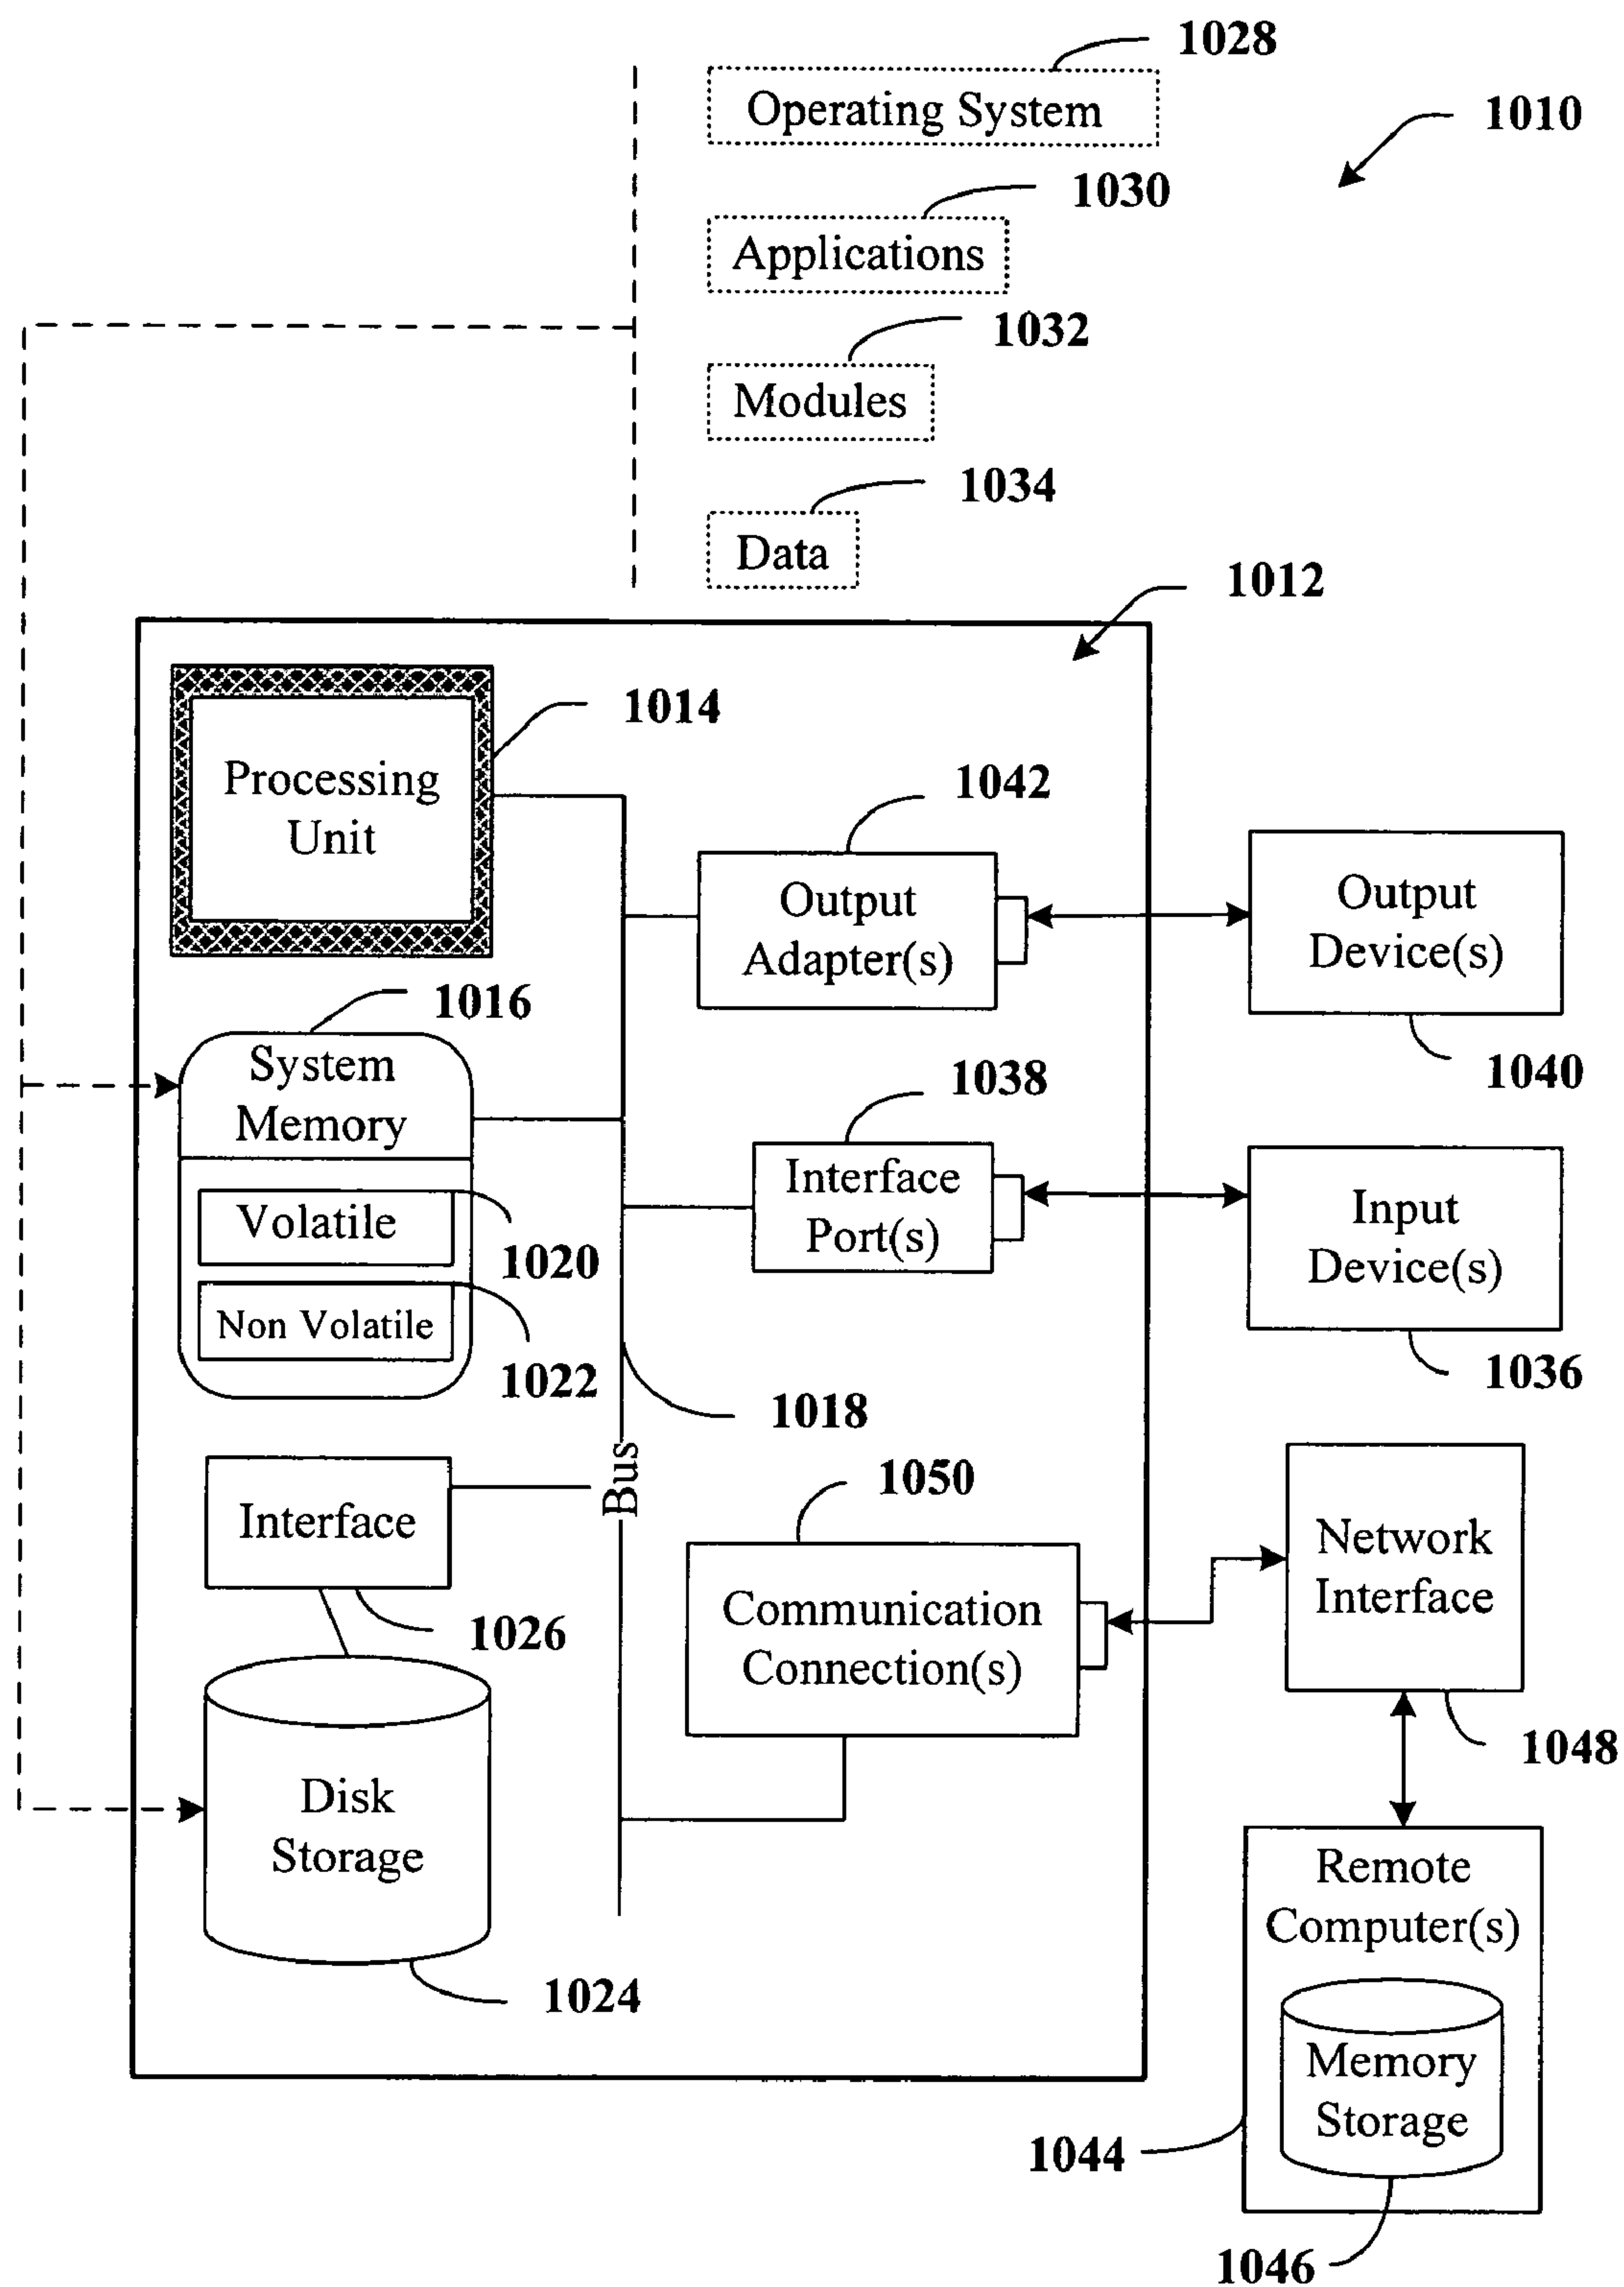 1028
Operating System
1010
1030
Applications
1032
Modules
1034
Data
1012
1014
Processing
Unit
1042
Output
Adapter(s)
Output
Device(s)
1040
1016
System
Memory
1038
Interface
Port(s)
Input
Device(s)
1036
Volatile
1020
Non Volatile
1022
1018
Bus
Interface
1026
1050
Communication
Connection(s)
Network
Interface
1048
Disk
Storage
1024
Remote
Computer(s)
Memory
Storage
1044
1046